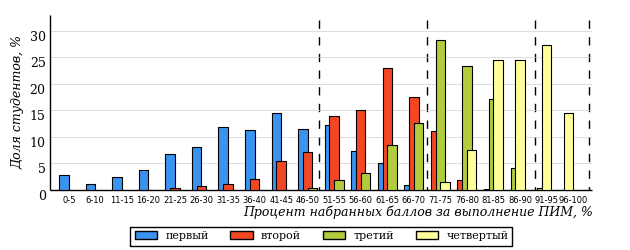 Доля студентов, %
30
25
20
15
10
5
0
0-5 6-10 11-15 16-20 21-25 26-30 31-35 36-40 41-45 46-50 51-55 56-60 61-65 66-70 71-75 76-80 81-85 86-90 91-95 96-100
Процент набранных баллов за выполнение ПИМ, %
первый второй третий четвертый